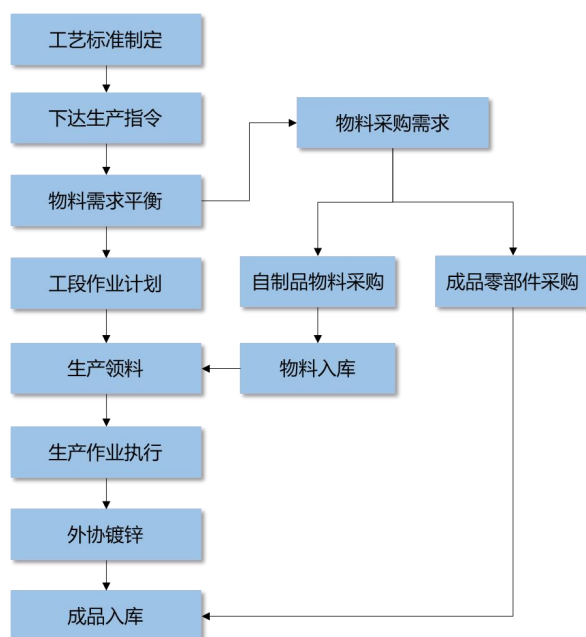 工艺标准制定
下达生产指令
物料采购需求
物料需求平衡
工段作业计划
自制品物料采购
成品零部件采购
生产领料
物料入库
生产作业执行
外协镀锌
成品入库